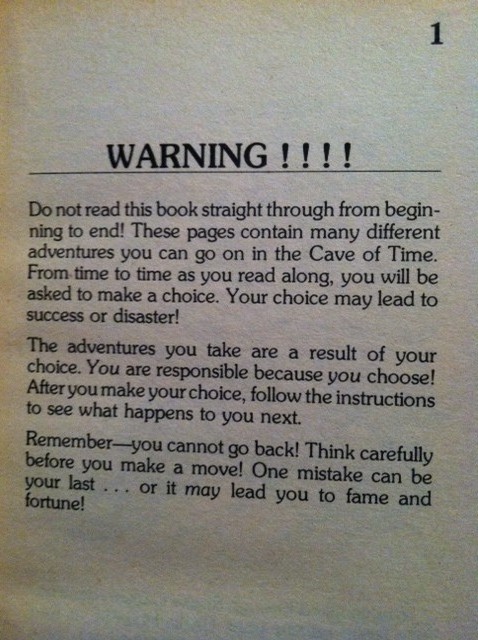 1
WARNING ! ! ! !
Do not read this book straight through from begin-
ning to end! These pages contain many different
adventures you can go on in the Cave of Time.
From time to time as you read along, you will be
asked to make a choice. Your choice may lead to
success or disaster!
The adventures you take are a result of your
choice. You are responsible because you choose!
After you make your choice, follow the instructions
to see what happens to you next.
Remember—you cannot go back! Think carefully
before you make a move! One mistake can be
your last . . . or it may lead you to fame and
fortune!